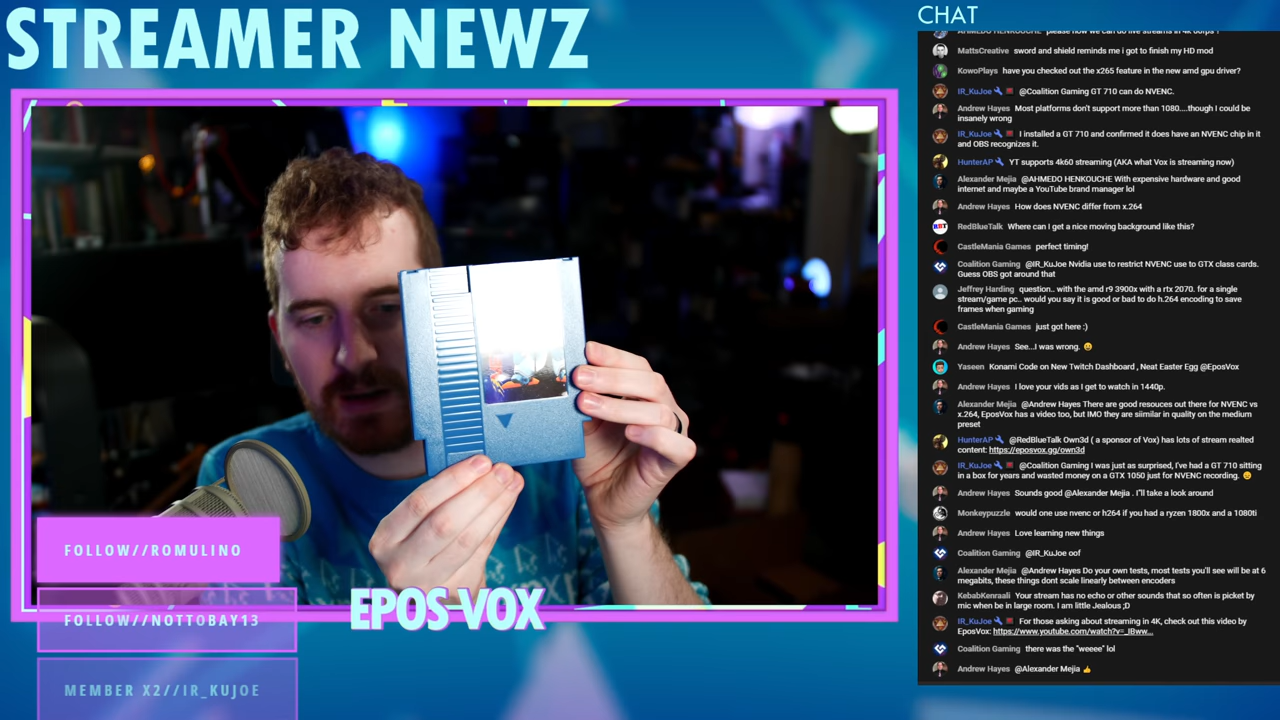 STREAMER NEWZ
CHAT
AHMEDO HENKOUCHE please now we can do live streams in 4k 60fps !
MattsCreative sword and shield reminds me i got to finish my HD mod
KowoPlays have you checked out the x265 feature in the new amd gpu driver?
IR_KuJoe @Coalition Gaming GT 710 can do NVENC.
Andrew Hayes Most platforms don't support more than 1080....though I could be
insanely wrong
IR_KuJoe I installed a GT 710 and confirmed it does have an NVENC chip in it
and OBS recognizes it.
HunterAP YT supports 4k60 streaming (AKA what Vox is streaming now)
Alexander Mejia @AHMEDO HENKOUCHE With expensive hardware and good
internet and maybe a YouTube brand manager lol
Andrew Hayes How does NVENC differ from x.264
RedBlueTalk Where can I get a nice moving background like this?
CastleMania Games perfect timing!
Coalition Gaming @IR_KuJoe Nvidia use to restrict NVENC use to GTX class cards.
Guess OBS got around that
Jeffrey Harding question.. with the amd r9 3900x with a rtx 2070. for a single
stream/game pc.. would you say it is good or bad to do h.264 encoding to save
frames when gaming
CastleMania Games just got here :)
Andrew Hayes See...I was wrong. 😉
Yaseen Konami Code on New Twitch Dashboard , Neat Easter Egg @EposVox
Andrew Hayes I love your vids as I get to watch in 1440p.
Alexander Mejia @Andrew Hayes There are good resouces out there for NVENC vs
x.264, EposVox has a video too, but IMO they are siimilar in quality on the medium
preset
HunterAP @RedBlueTalk Own3d ( a sponsor of Vox) has lots of stream realted
content: https://eposvox.gg/own3d
IR_KuJoe @Coalition Gaming I was just as surprised, I've had a GT 710 sitting
in a box for years and wasted money on a GTX 1050 just for NVENC recording. 😉
Andrew Hayes Sounds good @Alexander Mejia . I"ll take a look around
Monkeypuzzle would one use nvenc or h264 if you had a ryzen 1800x and a 1080ti
Andrew Hayes Love learning new things
Coalition Gaming @IR_KuJoe oof
Alexander Mejia @Andrew Hayes Do your own tests, most tests you'll see will be at 6
megabits, these things dont scale linearly between encoders
KebabKenraali Your stream has no echo or other sounds that so often is picket by
mic when be in large room. I am little Jealous ;D
IR_KuJoe For those asking about streaming in 4K, check out this video by
EposVox: https://www.youtube.com/watch?v=_IBww...
Coalition Gaming there was the "weeee" lol
Andrew Hayes @Alexander Mejia 👍
FOLLOW//ROMULINO
FOLLOW//NOTTOBAY13
MEMBER X2//IR_KUJOE
EPOS VOX